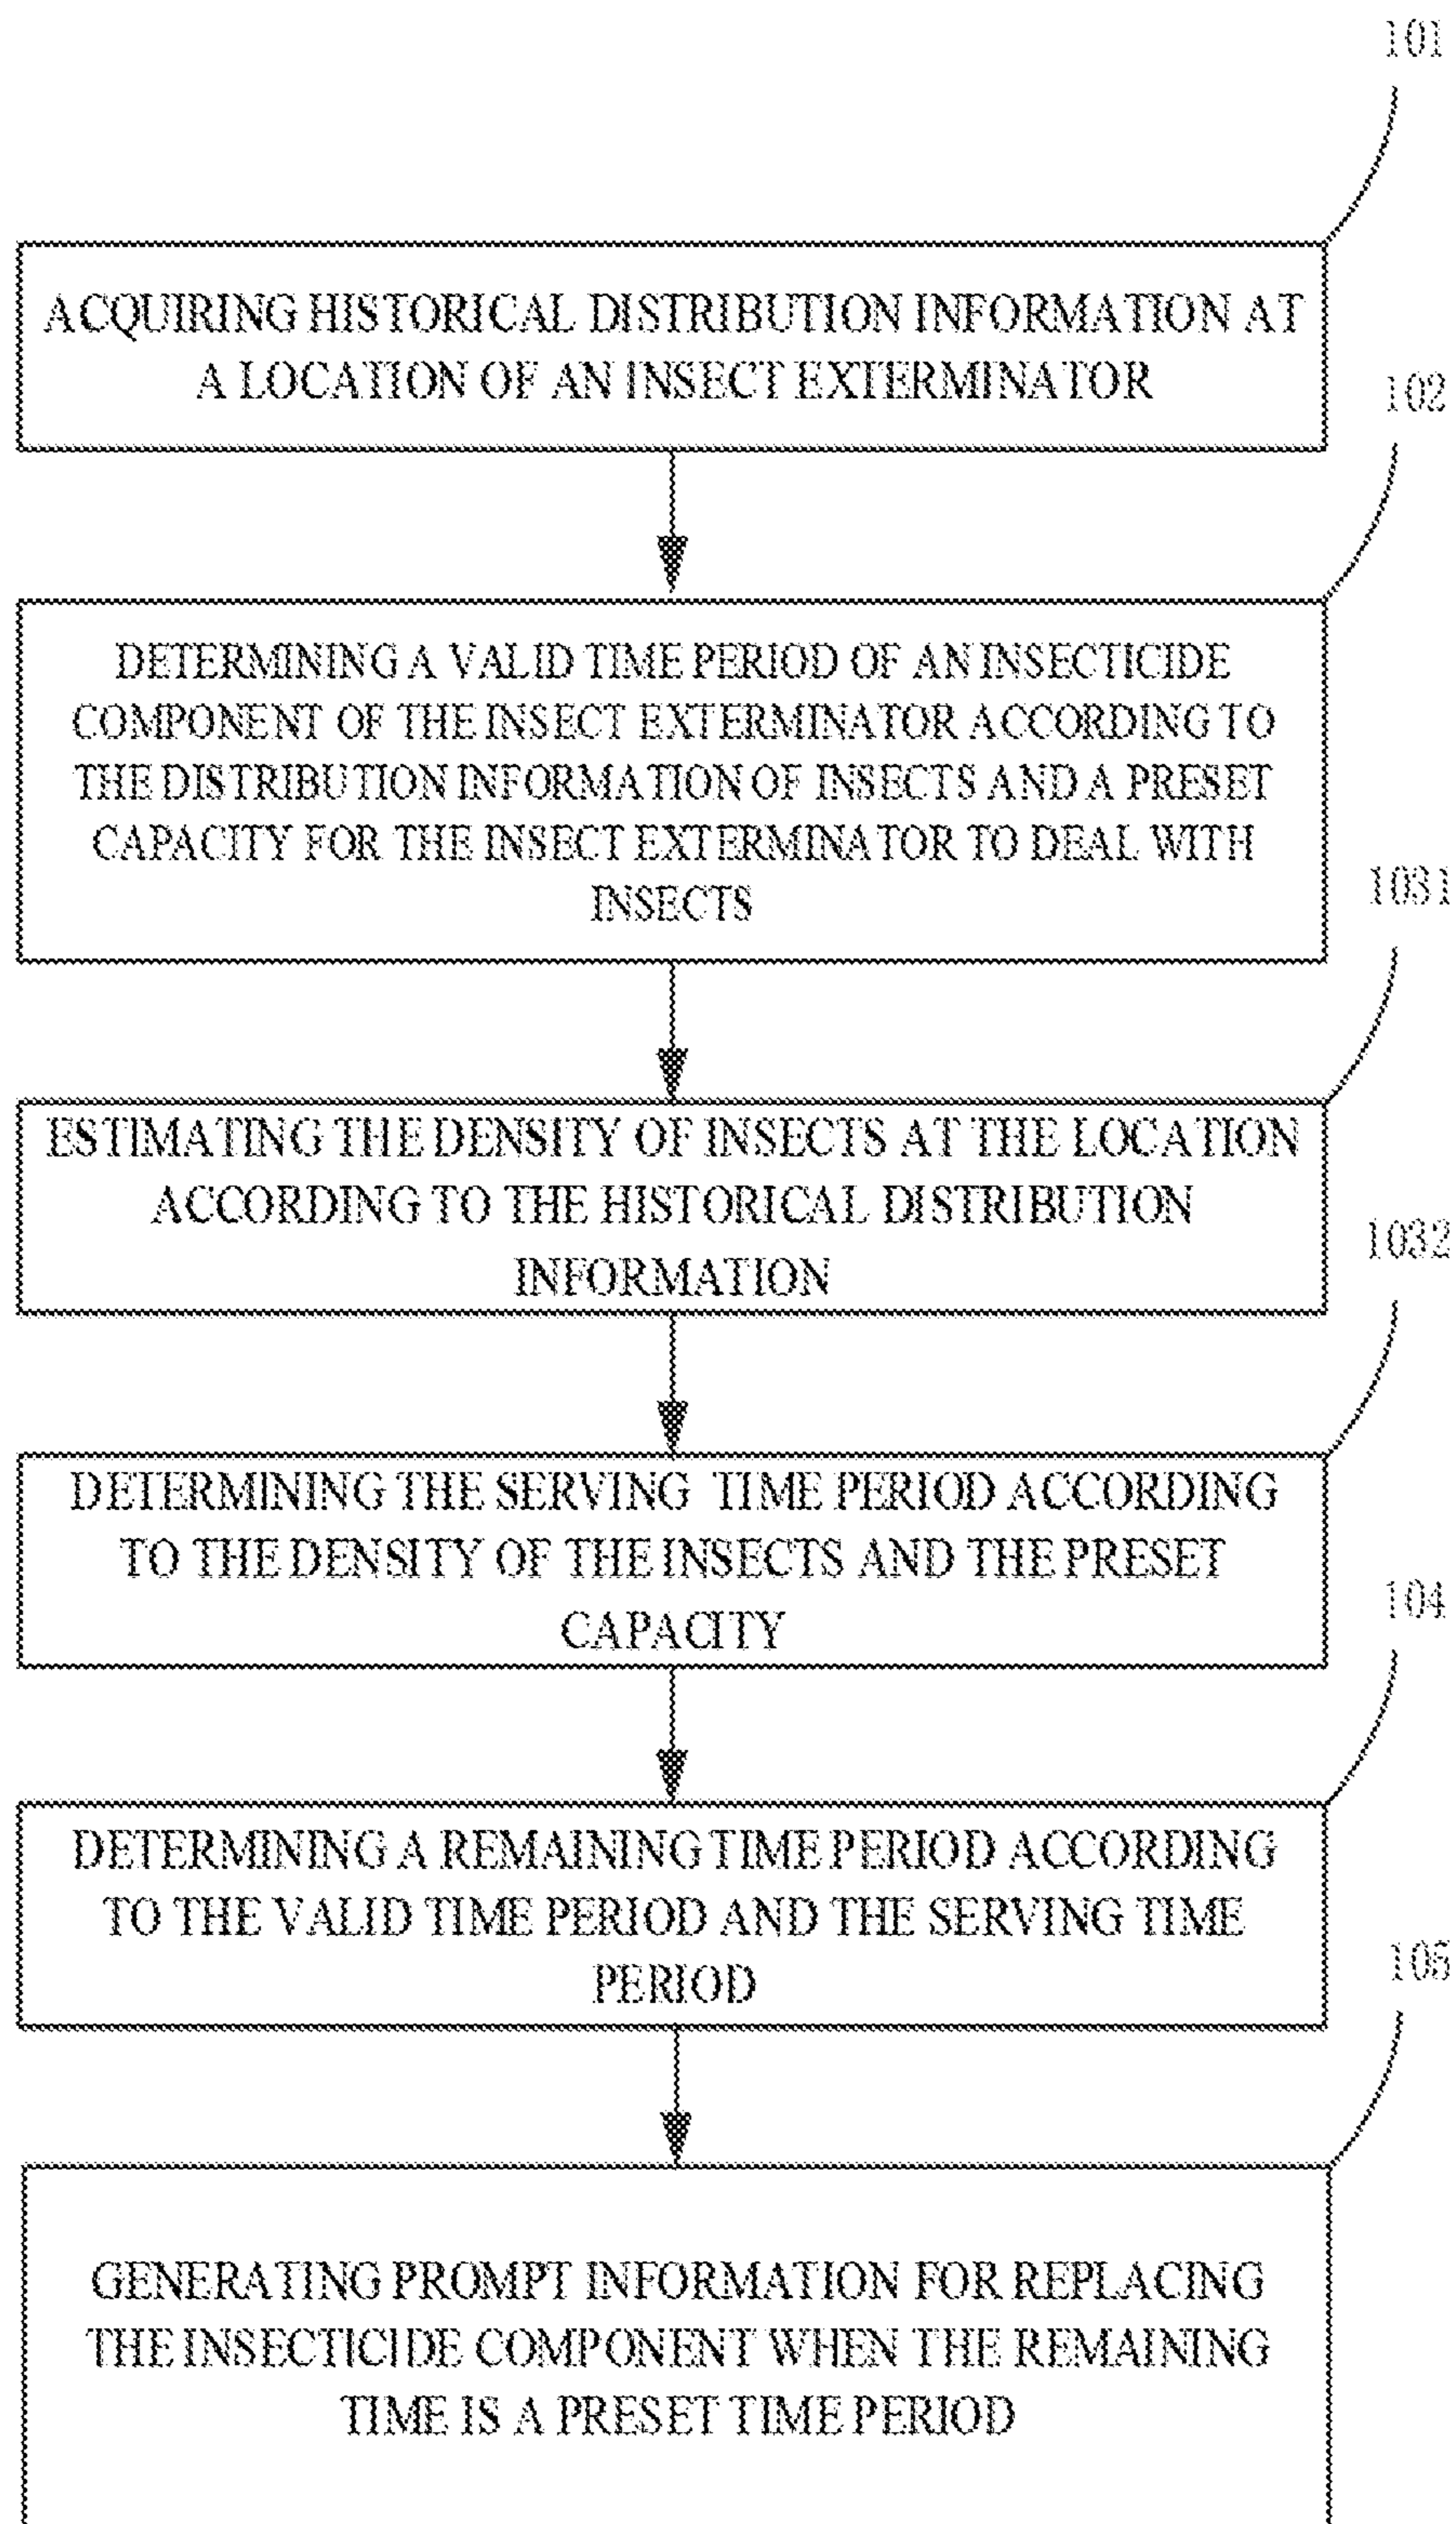 101
ACQUIRING HISTORICAL DISTRIBUTION INFORMATION AT
A LOCATION OF AN INSECT EXTERMINATOR
102
DETERMINING A VALID TIME PERIOD OF AN INSECTICIDE
COMPONENT OF THE INSECT EXTERMINATOR ACCORDING TO
THE DISTRIBUTION INFORMATION OF INSECTS AND A PRESET
CAPACITY FOR THE INSECT EXTERMINATOR TO DEAL WITH
INSECTS
1031
ESTIMATING THE DENSITY OF INSECTS AT THE LOCATION
ACCORDING TO THE HISTORICAL DISTRIBUTION
INFORMATION
1032
DETERMINING THE SERVING TIME PERIOD ACCORDING
TO THE DENSITY OF THE INSECTS AND THE PRESET
CAPACITY
104
DETERMINING A REMAINING TIME PERIOD ACCORDING
TO THE VALID TIME PERIOD AND THE SERVING TIME
PERIOD
105
GENERATING PROMPT INFORMATION FOR REPLACING
THE INSECTICIDE COMPONENT WHEN THE REMAINING
TIME IS A PRESET TIME PERIOD